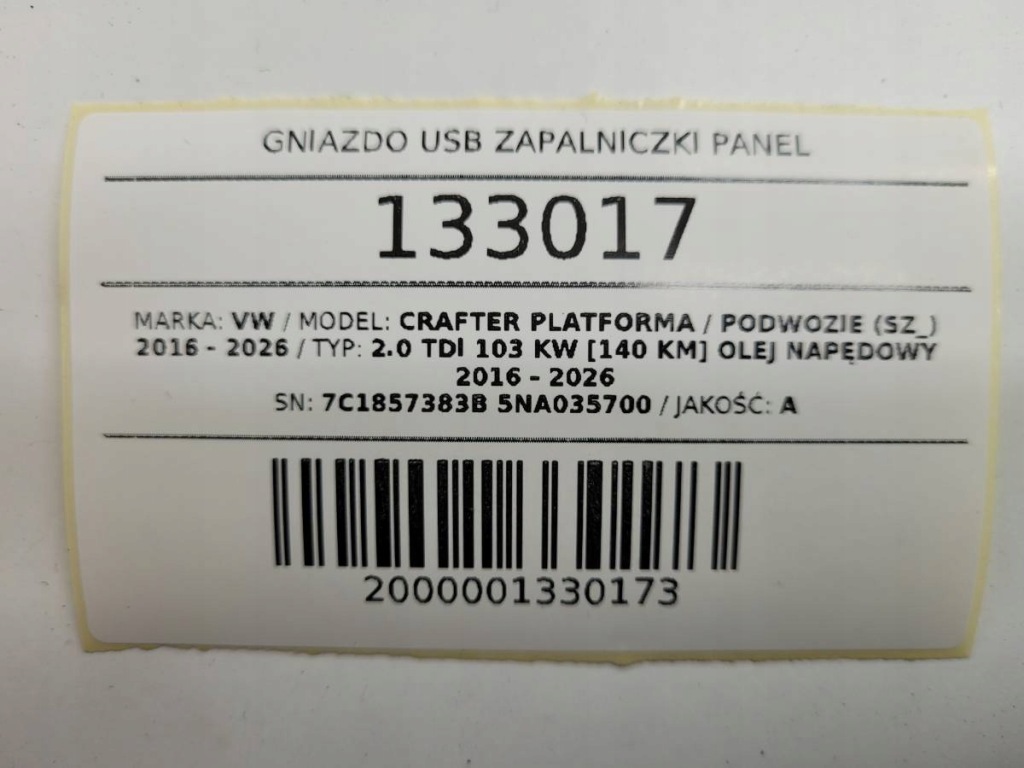 GNIAZDO USB ZAPALNICZKI PANEL
133017
MARKA: VW / MODEL: CRAFTER PLATFORMA / PODWOZIE (SZ_)
2016 - 2026 / TYP: 2.0 TDI 103 KW [140 KM] OLEJ NAPĘDOWY
2016 - 2026
SN: 7C1857383B 5NA035700 / JAKOŚĆ: A
2000001330173